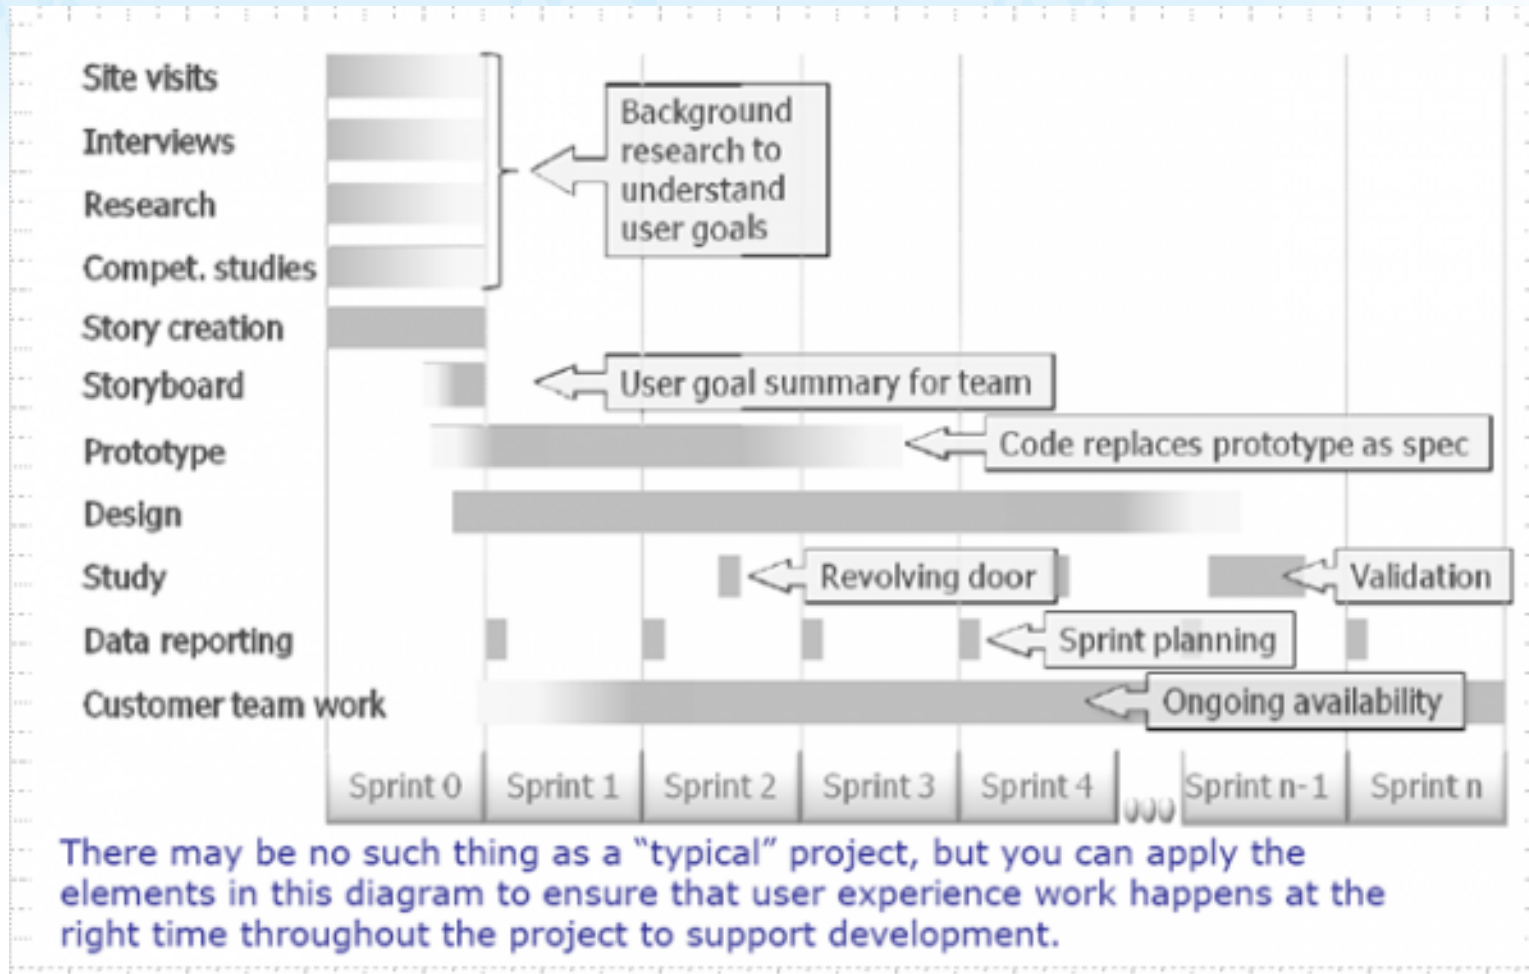 Site visits
Interviews
Research
Compet. studies
Background
research to
understand
user goals
Story creation
Storyboard
User goal summary for team
Prototype
Code replaces prototype as spec
Design
Study
Revolving door
Validation
Data reporting
Sprint planning
Customer team work
Ongoing availability
Sprint 0
Sprint 1
Sprint 2
Sprint 3
Sprint 4
Sprint n-1
Sprint n
There may be no such thing as a “typical” project, but you can apply the
elements in this diagram to ensure that user experience work happens at the
right time throughout the project to support development.